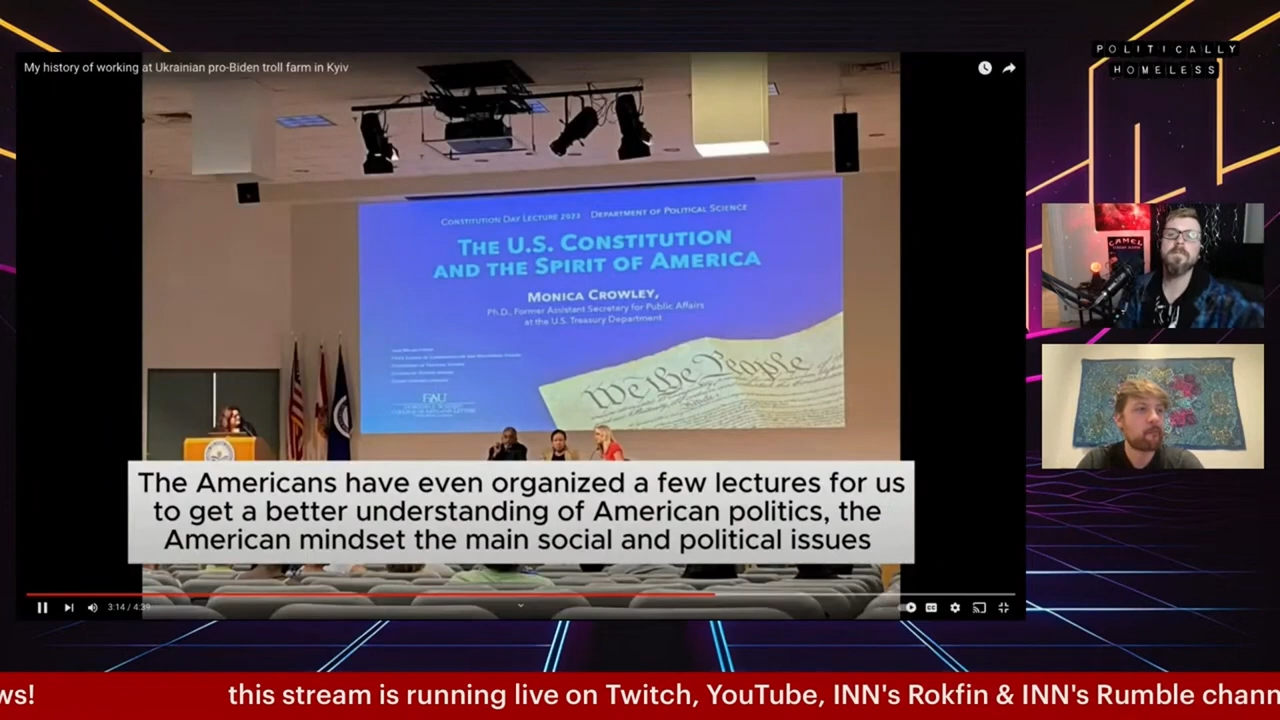 POLITICALLY
HOMELESS
My history of working at Ukrainian pro-Biden troll farm in Kyiv
CONSTITUTION DAY LECTURE 2023 DEPARTMENT OF POLITICAL SCIENCE
THE U.S. CONSTITUTION
AND THE SPIRIT OF AMERICA
MONICA CROWLEY,
Ph.D., Former Assistant Secretary for Public Affairs
at the U.S. Treasury Department
We the People
FAU
CAMEL
The Americans have even organized a few lectures for us
to get a better understanding of American politics, the
American mindset the main social and political issues
3:14 / 4:39
ws! this stream is running live on Twitch, YouTube, INN's Rokfin & INN's Rumble chann